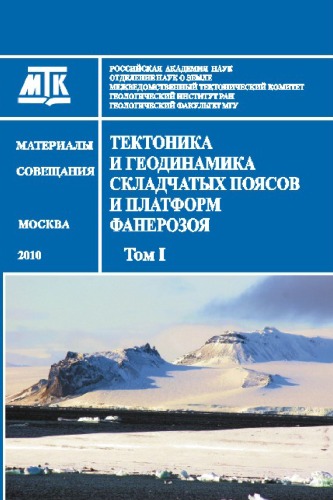 МТК
РОССИЙСКАЯ АКАДЕМИЯ НАУК
ОТДЕЛЕНИЕ НАУК О ЗЕМЛЕ
МЕЖВЕДОМСТВЕННЫЙ ТЕКТОНИЧЕСКИЙ КОМИТЕТ
ГЕОЛОГИЧЕСКИЙ ИНСТИТУТ РАН
ГЕОЛОГИЧЕСКИЙ ФАКУЛЬТЕТ МГУ
МАТЕРИАЛЫ
СОВЕЩАНИЯ
МОСКВА
2010
ТЕКТОНИКА
И ГЕОДИНАМИКА
СКЛАДЧАТЫХ ПОЯСОВ
И ПЛАТФОРМ
ФАНЕРОЗОЯ
Том I